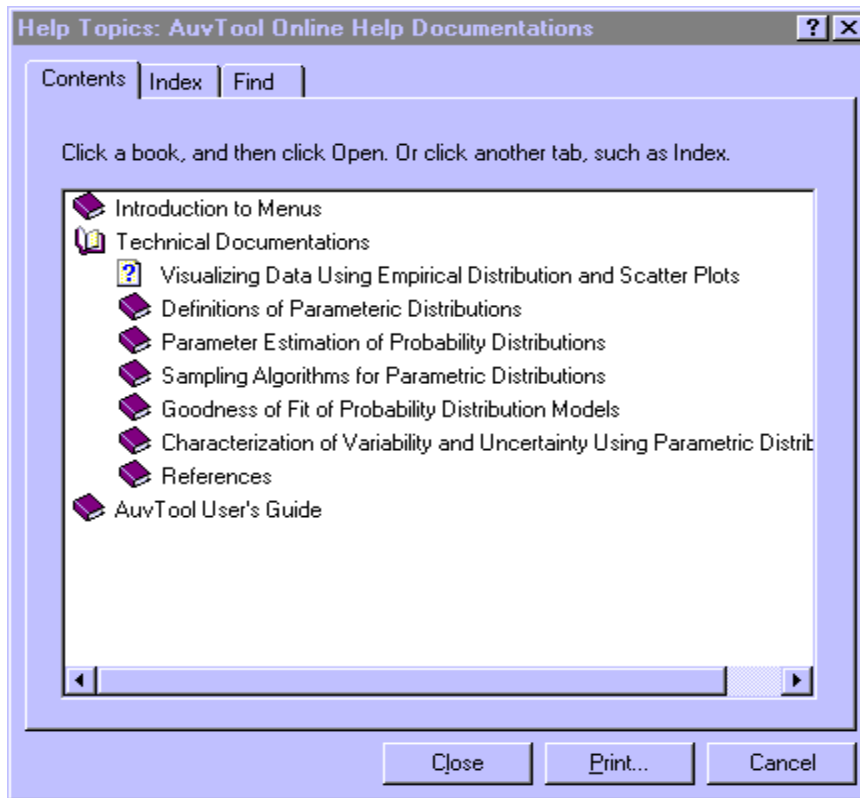 Help Topics: AuvTool Online Help Documentations
Contents Index Find
Click a book, and then click Open. Or click another tab, such as Index.
Introduction to Menus
Technical Documentations
Visualizing Data Using Empirical Distribution and Scatter Plots
Definitions of Parameteric Distributions
Parameter Estimation of Probability Distributions
Sampling Algorithms for Parametric Distributions
Goodness of Fit of Probability Distribution Models
Characterization of Variability and Uncertainty Using Parametric Distrib
References
AuvTool User's Guide
Close Print... Cancel